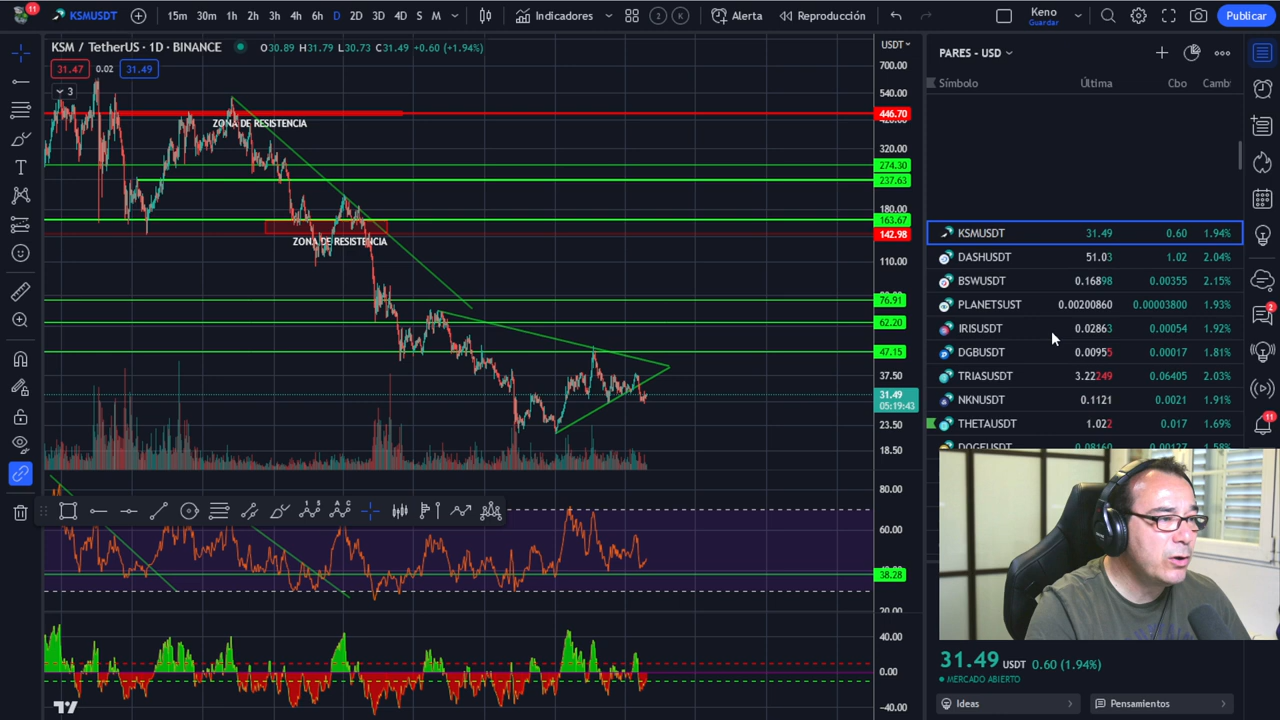 11
KSMUSDT
15m 30m 1h 2h 3h 4h 6h D 2D 3D 4D S M
Indicadores
2 K
Alerta
Reproducción
Keno
Guardar
Publicar
KSM / TetherUS · 1D · BINANCE
O30.89 H31.79 L30.73 C31.49 +0.60 (+1.94%)
31.47 0.02 31.49
3
ZONA DE RESISTENCIA
ZONA DE RESISTENCIA
USDT
700.00
540.00
446.70
320.00
274.30
237.63
180.00
163.67
142.98
110.00
76.91
62.20
47.15
37.50
31.49
05:19:43
23.50
18.50
80.00
60.00
38.28
20.00
40.00
0.00
−40.00
PARES - USD
Símbolo Última Cbo Camb
KSMUSDT 31.49 0.60 1.94%
DASHUSDT 51.03 1.02 2.04%
BSWUSDT 0.16898 0.00355 2.15%
PLANETSUST 0.00200860 0.00003800 1.93%
IRISUSDT 0.02863 0.00054 1.92%
DGBUSDT 0.00955 0.00017 1.81%
TRIASUSDT 3.22249 0.06405 2.03%
NKNUSDT 0.1121 0.0021 1.91%
THETAUSDT 1.022 0.017 1.69%
DOGEUSDT 0.08160 0.00127 1.58%
2
11
31.49 USDT 0.60 (1.94%)
MERCADO ABIERTO
Ideas
Pensamientos